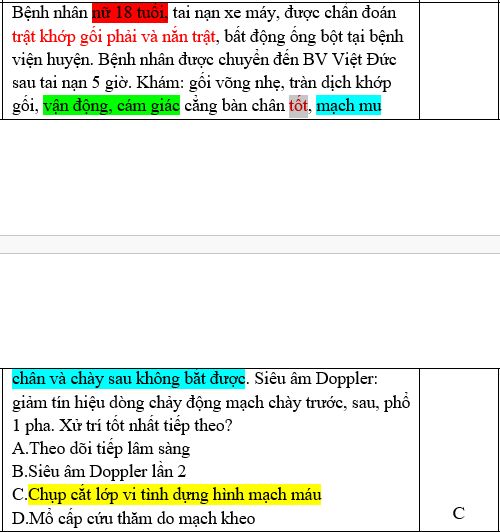 Bệnh nhân nữ 18 tuổi, tai nạn xe máy, được chẩn đoán
trật khớp gối phải và nắn trật, bất động ống bột tại bệnh
viện huyện. Bệnh nhân được chuyển đến BV Việt Đức
sau tai nạn 5 giờ. Khám: gối võng nhẹ, tràn dịch khớp
gối, vận động, cảm giác cẳng bàn chân tốt, mạch mu
chân và chày sau không bắt được. Siêu âm Doppler:
giảm tín hiệu dòng chảy động mạch chày trước, sau, phổ
1 pha. Xử trí tốt nhất tiếp theo?
A.Theo dõi tiếp lâm sàng
B.Siêu âm Doppler lần 2
C.Chụp cắt lớp vi tình dựng hình mạch máu
D.Mổ cấp cứu thăm do mạch kheo
C